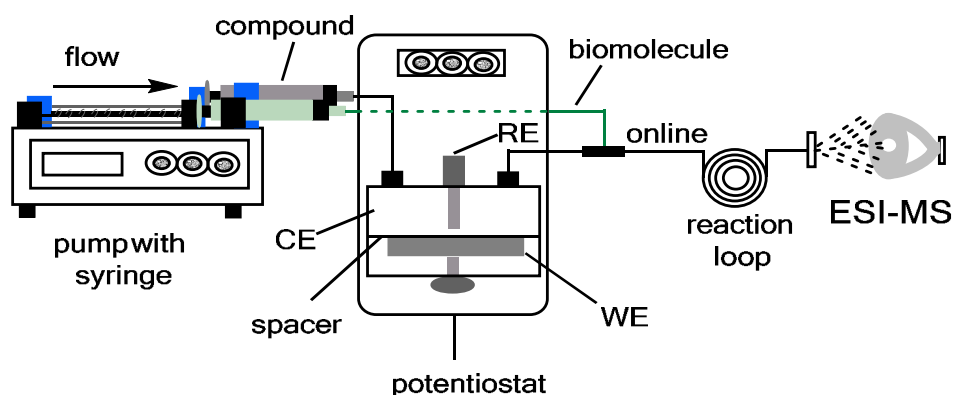 compound
flow
biomolecule
RE
online
ESI-MS
CE
pump with
syringe
reaction
loop
spacer
WE
potentiostat